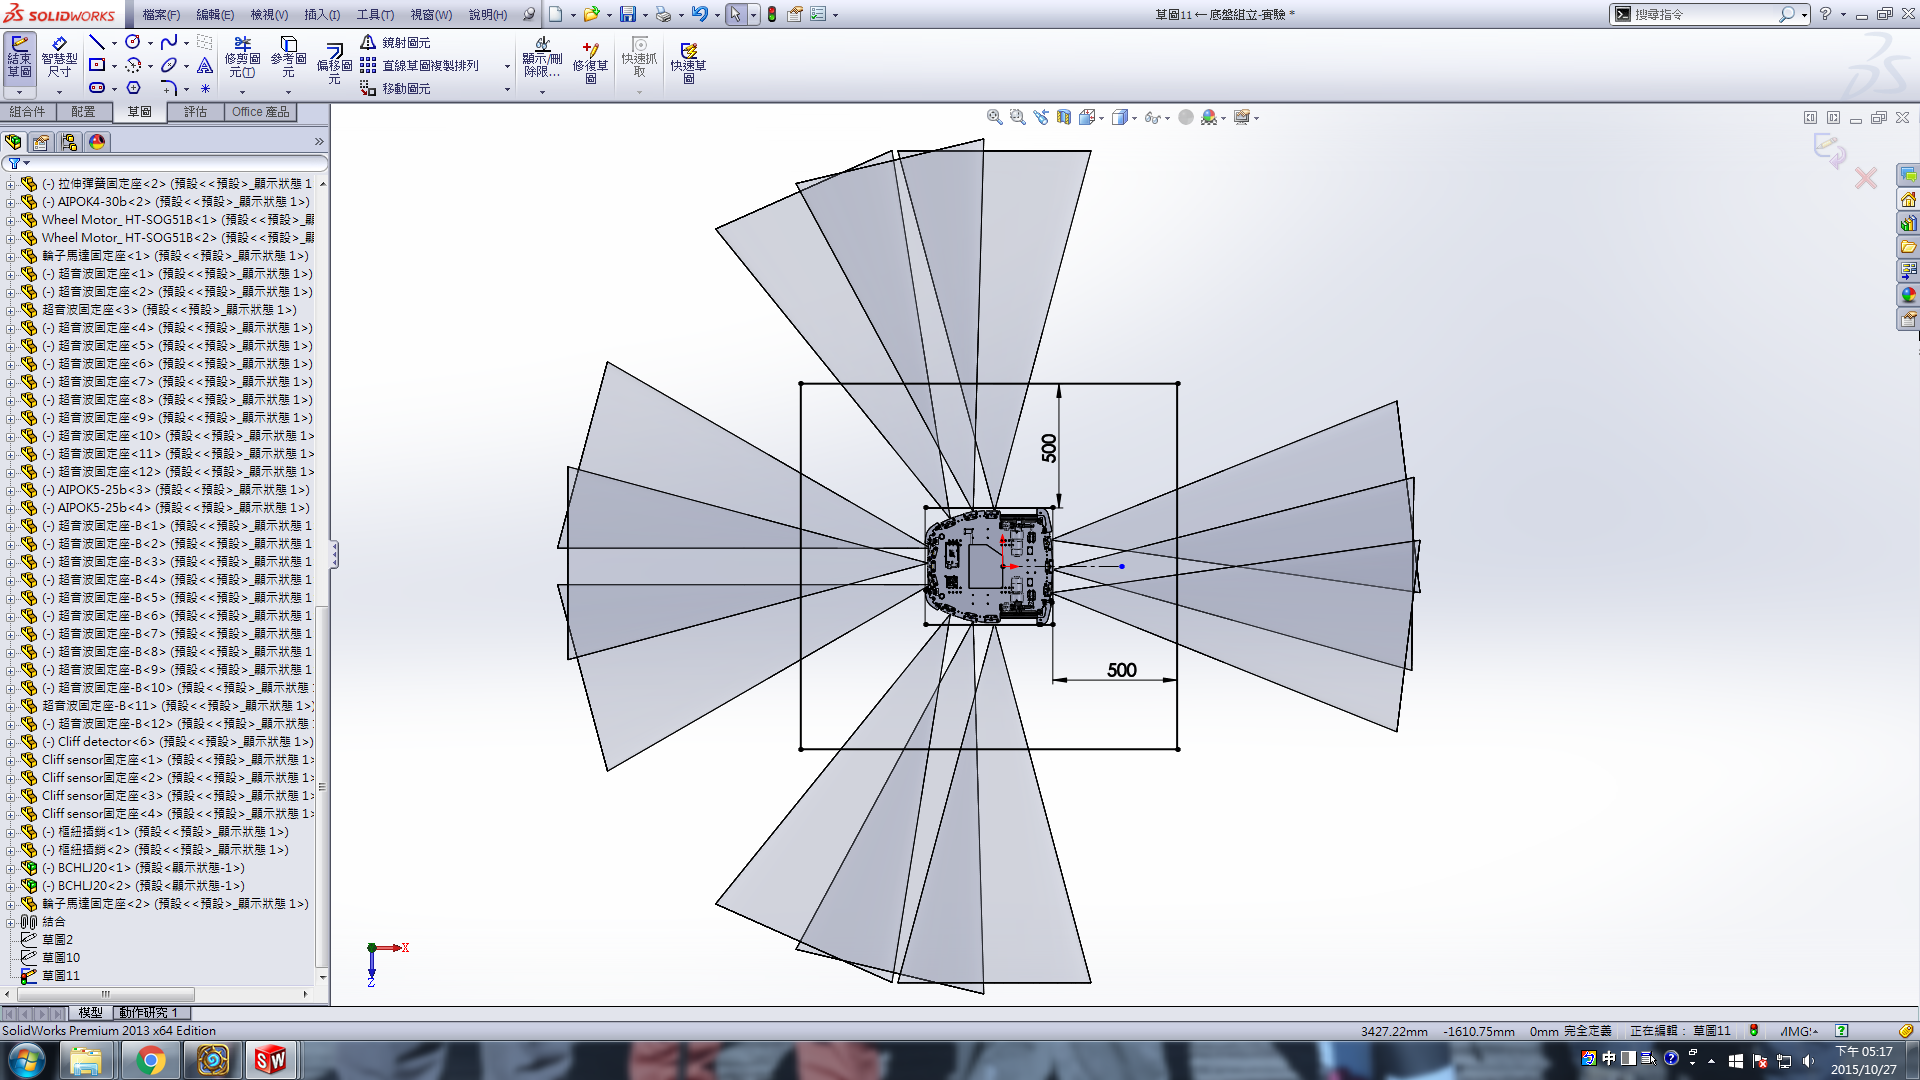 SOLIDWORKS
檔案(F) 編輯(E) 檢視(V) 插入(I) 工具(T) 視窗(W) 說明(H)
草圖11 ← 底盤組立-實驗 *
搜尋指令
結束草圖
智慧型尺寸
修剪圖元(T)
參考圖元
偏移圖元
鏡射圖元
直線草圖複製排列
移動圖元
顯示/刪除限...
修復草圖
快速抓取
快速草圖
組合件 配置 草圖 評估 Office 產品
(-) 拉伸彈簧固定座<2> (預設<<預設>_顯示狀態 1
(-) AIPOK4-30b<2> (預設<<預設>_顯示狀態 1>)
Wheel Motor_ HT-SOG51B<1> (預設<<預設>_顯
Wheel Motor_ HT-SOG51B<2> (預設<<預設>_顯
輪子馬達固定座<1> (預設<<預設>_顯示狀態 1>)
(-) 超音波固定座<1> (預設<<預設>_顯示狀態 1>)
(-) 超音波固定座<2> (預設<<預設>_顯示狀態 1>)
超音波固定座<3> (預設<<預設>_顯示狀態 1>)
(-) 超音波固定座<4> (預設<<預設>_顯示狀態 1>)
(-) 超音波固定座<5> (預設<<預設>_顯示狀態 1>)
(-) 超音波固定座<6> (預設<<預設>_顯示狀態 1>)
(-) 超音波固定座<7> (預設<<預設>_顯示狀態 1>)
(-) 超音波固定座<8> (預設<<預設>_顯示狀態 1>)
(-) 超音波固定座<9> (預設<<預設>_顯示狀態 1>)
(-) 超音波固定座<10> (預設<<預設>_顯示狀態 1>
(-) 超音波固定座<11> (預設<<預設>_顯示狀態 1>
(-) 超音波固定座<12> (預設<<預設>_顯示狀態 1>
(-) AIPOK5-25b<3> (預設<<預設>_顯示狀態 1>)
(-) AIPOK5-25b<4> (預設<<預設>_顯示狀態 1>)
(-) 超音波固定座-B<1> (預設<<預設>_顯示狀態 1
(-) 超音波固定座-B<2> (預設<<預設>_顯示狀態 1
(-) 超音波固定座-B<3> (預設<<預設>_顯示狀態 1
(-) 超音波固定座-B<4> (預設<<預設>_顯示狀態 1
(-) 超音波固定座-B<5> (預設<<預設>_顯示狀態 1
(-) 超音波固定座-B<6> (預設<<預設>_顯示狀態 1
(-) 超音波固定座-B<7> (預設<<預設>_顯示狀態 1
(-) 超音波固定座-B<8> (預設<<預設>_顯示狀態 1
(-) 超音波固定座-B<9> (預設<<預設>_顯示狀態 1
(-) 超音波固定座-B<10> (預設<<預設>_顯示狀態
超音波固定座-B<11> (預設<<預設>_顯示狀態 1>
(-) 超音波固定座-B<12> (預設<<預設>_顯示狀態
(-) Cliff detector<6> (預設<<預設>_顯示狀態 1>)
Cliff sensor固定座<1> (預設<<預設>_顯示狀態 1>
Cliff sensor固定座<2> (預設<<預設>_顯示狀態 1>
Cliff sensor固定座<3> (預設<<預設>_顯示狀態 1>
Cliff sensor固定座<4> (預設<<預設>_顯示狀態 1>
(-) 樞紐插銷<1> (預設<<預設>_顯示狀態 1>)
(-) 樞紐插銷<2> (預設<<預設>_顯示狀態 1>)
(-) BCHLJ20<1> (預設<顯示狀態-1>)
(-) BCHLJ20<2> (預設<顯示狀態-1>)
輪子馬達固定座<2> (預設<<預設>_顯示狀態 1>)
結合
草圖2
草圖10
草圖11
500
500
X
Z
模型 動作研究 1
SolidWorks Premium 2013 x64 Edition
3427.22mm -1610.75mm 0mm 完全定義 正在編輯： 草圖11
中
下午 05:17
2015/10/27